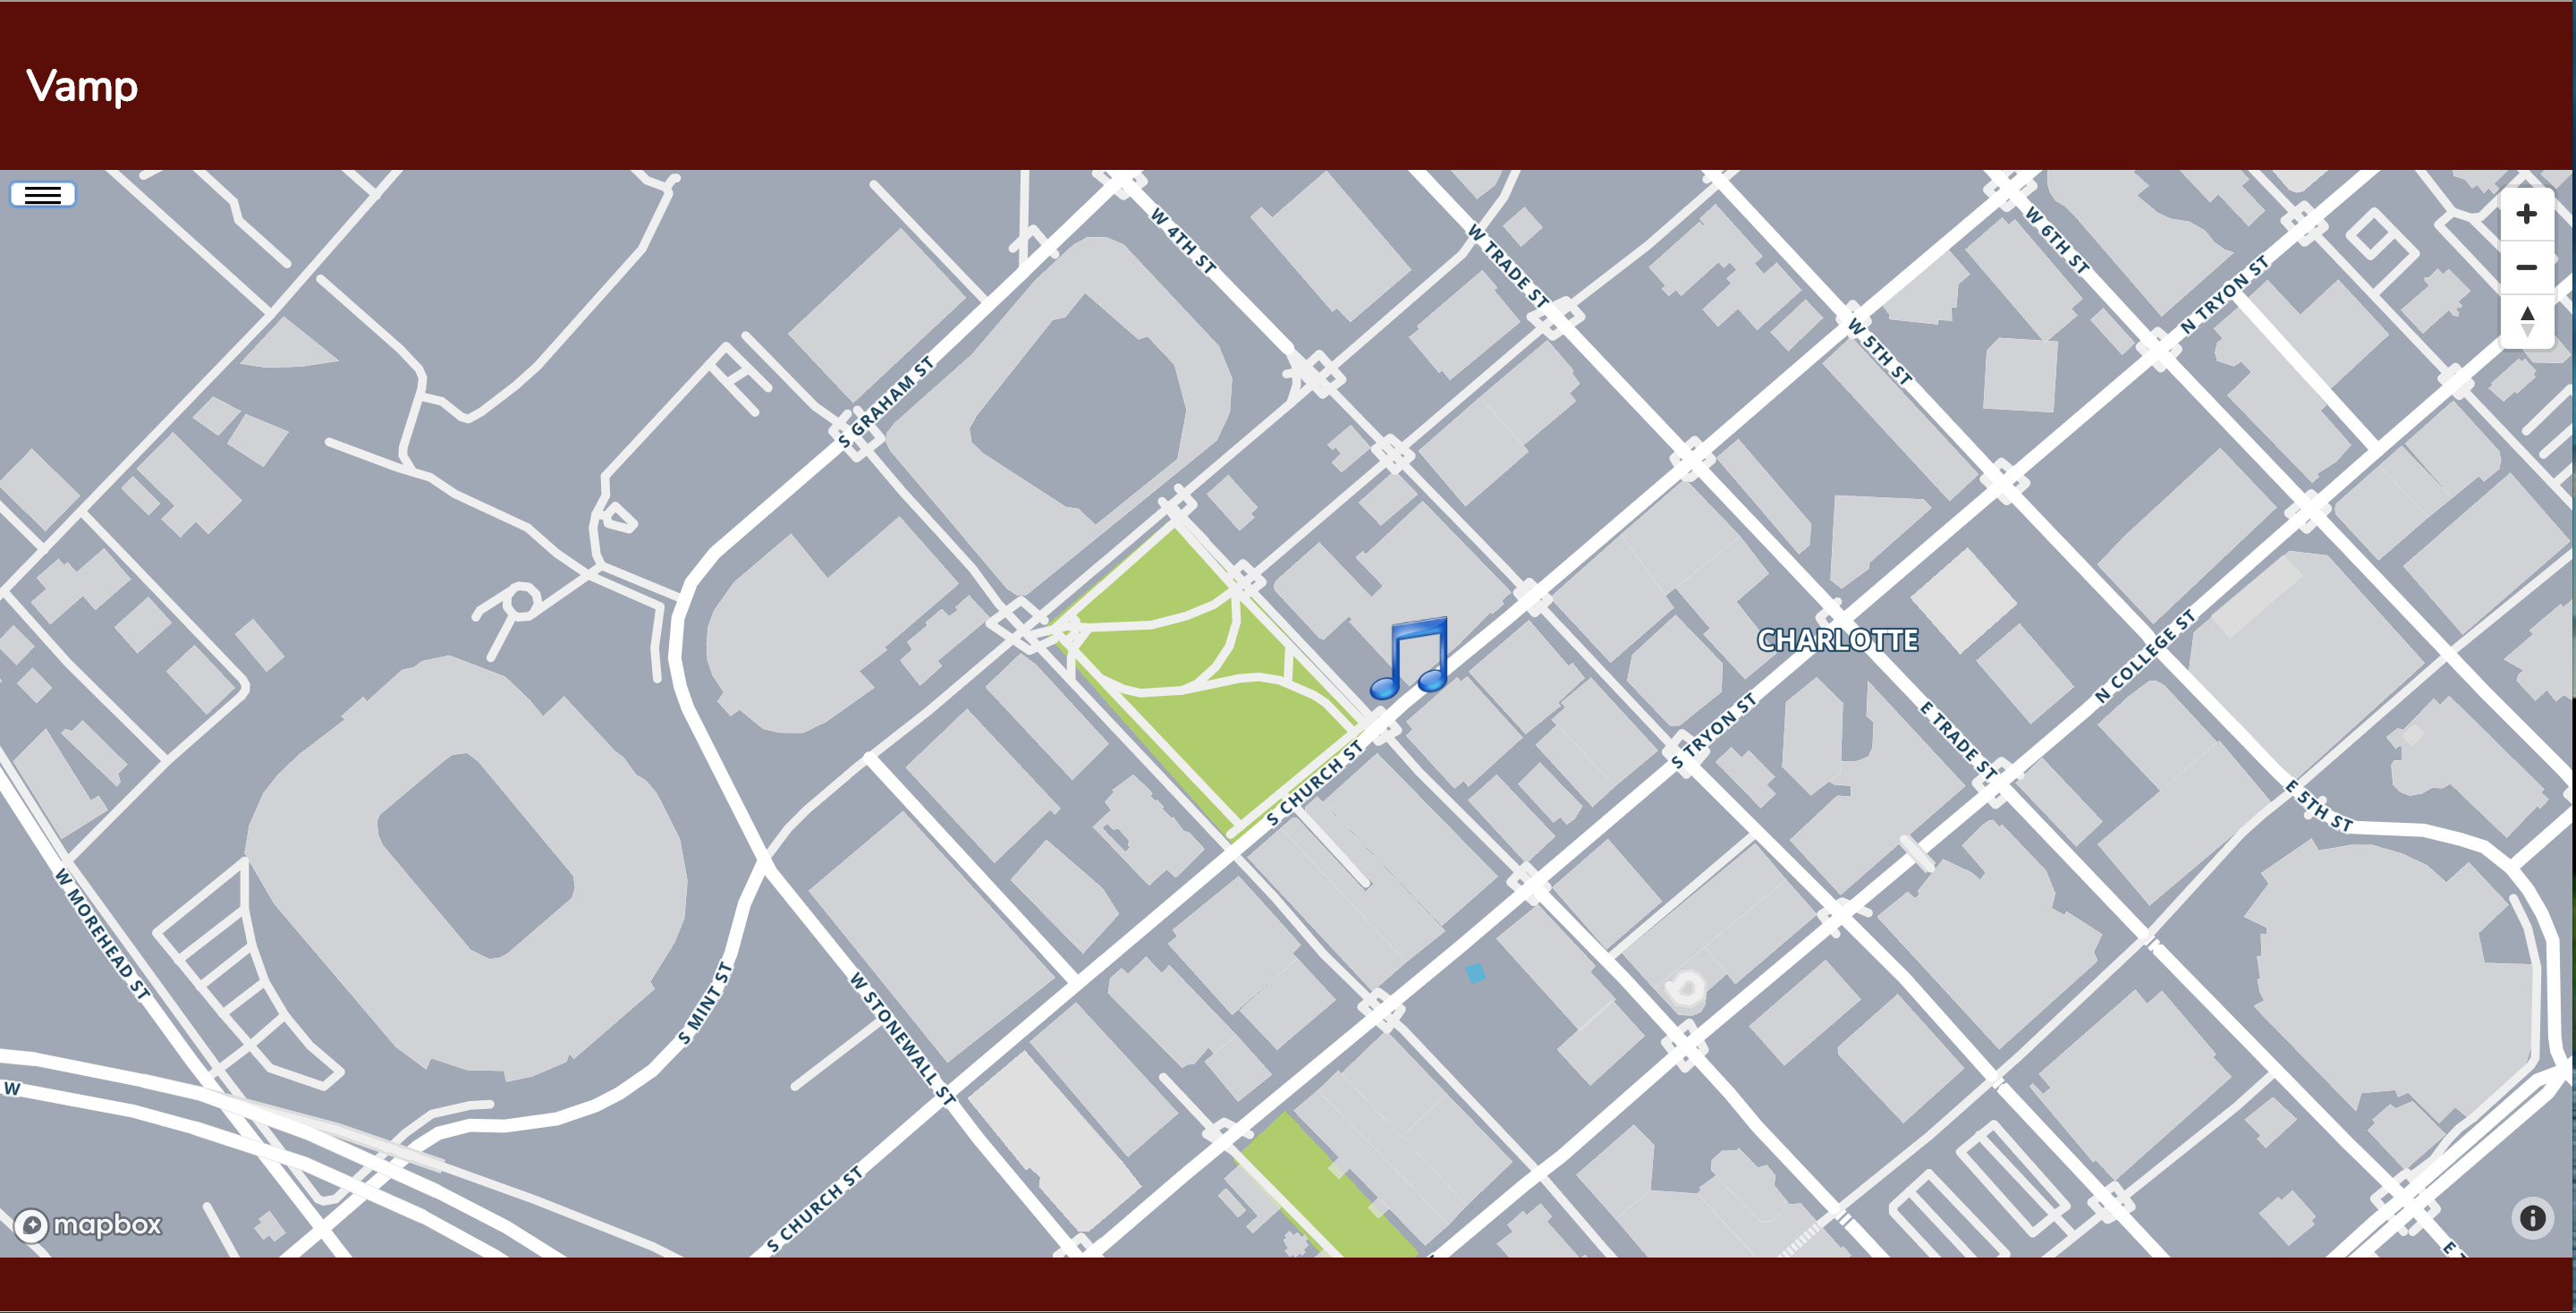 Vamp
W 4TH ST
W TRADE ST
W 6TH ST
N TRYON ST
W 5TH ST
S GRAHAM ST
CHARLOTTE
N COLLEGE ST
S TRYON ST
E TRADE ST
S CHURCH ST
E 5TH ST
W MOREHEAD ST
S MINT ST
W STONEWALL ST
W
S CHURCH ST
mapbox